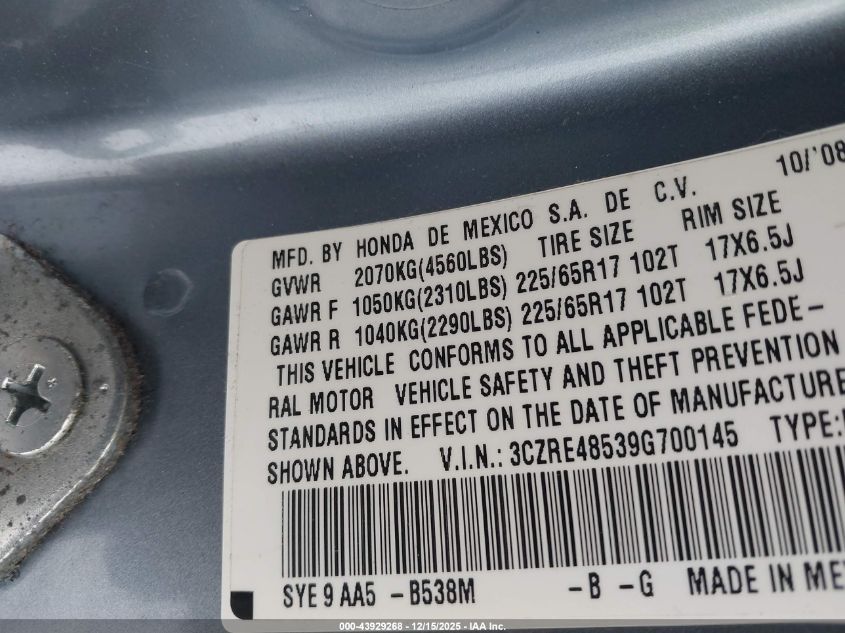 10/'08
MFD. BY HONDA DE MEXICO S.A. DE C.V.
GVWR 2070KG(4560LBS) TIRE SIZE RIM SIZE
GAWR F 1050KG(2310LBS) 225/65R17 102T 17X6.5J
GAWR R 1040KG(2290LBS) 225/65R17 102T 17X6.5J
THIS VEHICLE CONFORMS TO ALL APPLICABLE FEDE-
RAL MOTOR VEHICLE SAFETY AND THEFT PREVENTION
STANDARDS IN EFFECT ON THE DATE OF MANUFACTURE
SHOWN ABOVE. V.I.N.: 3CZRE48539G700145 TYPE:
SYE 9 AA5 -B538M -B -G MADE IN ME
000-43929268 - 12/15/2025 - IAA Inc.